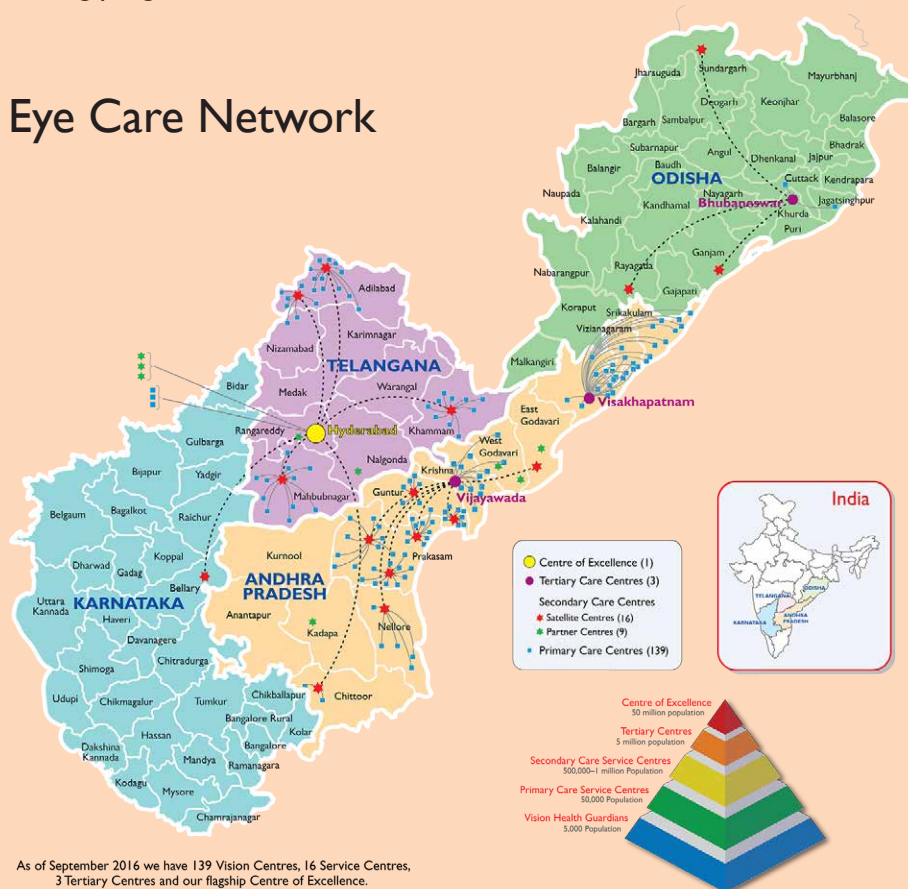 Eye Care Network
Jharsuguda
Sundargarh
Mayurbhanj
Deogarh
Keonjhar
Bargarh
Sambalpur
Balasore
Subarnapur
Angul
Bhadrak
Balangir
Baudh
Dhenkanal
Jajpur
ODISHA
Cuttack
Kendrapara
Naupada
Nayagarh
Bhubaneswar
Jagatsinghpur
Kandhamal
Khurda
Kalahandi
Puri
Ganjam
Nabarangpur
Rayagada
Gajapati
Koraput
Srikakulam
Vizianagaram
Malkangiri
Visakhapatnam
Adilabad
Karimnagar
Nizamabad
TELANGANA
Medak
Warangal
Rangareddy
Hyderabad
Khammam
Nalgonda
Mahbubnagar
East
Godavari
West
Godavari
Krishna
Guntur
Vijayawada
Prakasam
Kurnool
ANDHRA
PRADESH
Anantapur
Kadapa
Nellore
Chittoor
Bidar
Gulbarga
Bijapur
Yadgir
Belgaum
Bagalkot
Raichur
Koppal
Dharwad
Gadag
Bellary
Uttara
Kannada
KARNATAKA
Haveri
Davanagere
Chitradurga
Shimoga
Udupi
Chikmagalur
Tumkur
Chikballapur
Bangalore Rural
Hassan
Kolar
Dakshina
Kannada
Bangalore
Mandya
Ramanagara
Kodagu
Mysore
Chamrajanagar
Centre of Excellence (1)
Tertiary Care Centres (3)
Secondary Care Centres
Satellite Centres (16)
Partner Centres (9)
Primary Care Centres (139)
India
TELANGANA
ODISHA
KARNATAKA
ANDHRA
PRADESH
Centre of Excellence
50 million population
Tertiary Centres
5 million population
Secondary Care Service Centres
500,000–1 million Population
Primary Care Service Centres
50,000 Population
Vision Health Guardians
5,000 Population
As of September 2016 we have 139 Vision Centres, 16 Service Centres,
3 Tertiary Centres and our flagship Centre of Excellence.